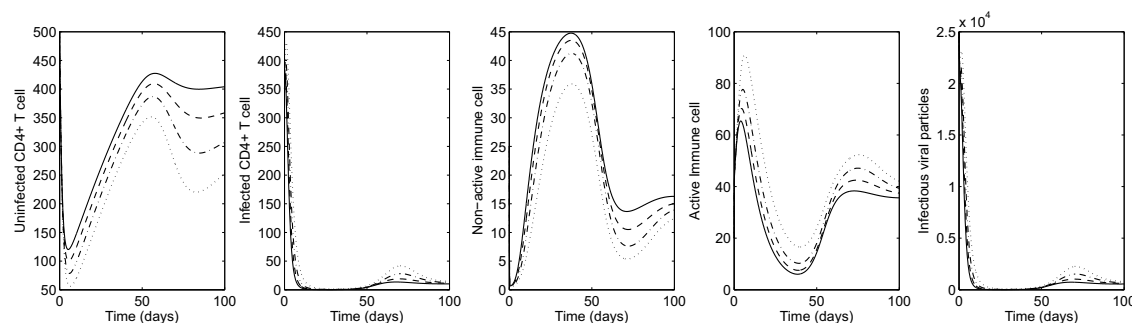 Uninfected CD4+ T cell
500
450
400
350
300
250
200
150
100
50
0 50 100
Time (days)
Infected CD4+ T cell
450
400
350
300
250
200
150
100
50
0
0 50 100
Time (days)
Non−active immune cell
45
40
35
30
25
20
15
10
5
0
0 50 100
Time (days)
Active Immune cell
100
80
60
40
20
0
0 50 100
Time (days)
Infectious viral particles
2.5 x 10^4
2
1.5
1
0.5
0
0 50 100
Time (days)